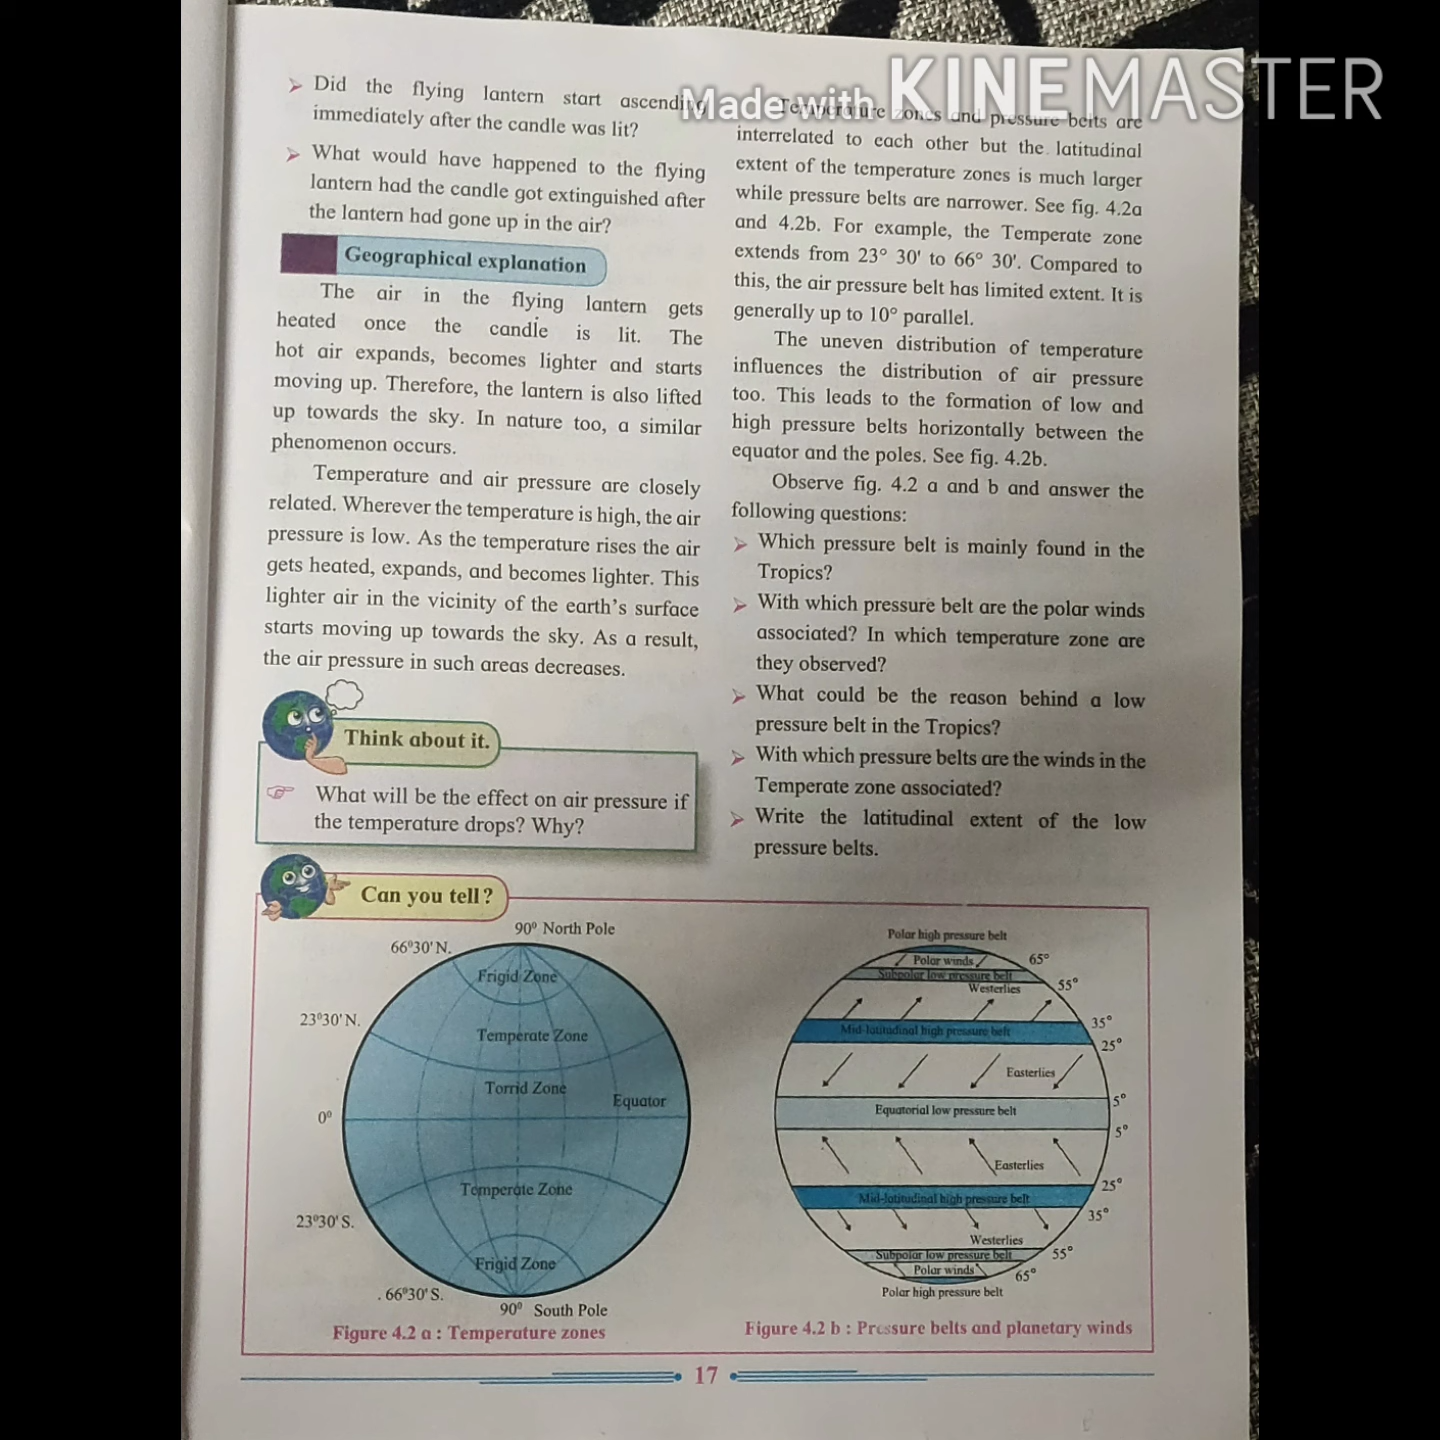 Made with KINEMASTER
➤ Did the flying lantern start ascending
immediately after the candle was lit?
➤ What would have happened to the flying
lantern had the candle got extinguished after
the lantern had gone up in the air?
Geographical explanation
The air in the flying lantern gets
heated once the candle is lit. The
hot air expands, becomes lighter and starts
moving up. Therefore, the lantern is also lifted
up towards the sky. In nature too, a similar
phenomenon occurs.
Temperature and air pressure are closely
related. Wherever the temperature is high, the air
pressure is low. As the temperature rises the air
gets heated, expands, and becomes lighter. This
lighter air in the vicinity of the earth's surface
starts moving up towards the sky. As a result,
the air pressure in such areas decreases.
Think about it.
What will be the effect on air pressure if
the temperature drops? Why?
Temperature zones and pressure belts are
interrelated to each other but the latitudinal
extent of the temperature zones is much larger
while pressure belts are narrower. See fig. 4.2a
and 4.2b. For example, the Temperate zone
extends from 23° 30' to 66° 30'. Compared to
this, the air pressure belt has limited extent. It is
generally up to 10° parallel.
The uneven distribution of temperature
influences the distribution of air pressure
too. This leads to the formation of low and
high pressure belts horizontally between the
equator and the poles. See fig. 4.2b.
Observe fig. 4.2 a and b and answer the
following questions:
➤ Which pressure belt is mainly found in the
Tropics?
➤ With which pressure belt are the polar winds
associated? In which temperature zone are
they observed?
➤ What could be the reason behind a low
pressure belt in the Tropics?
➤ With which pressure belts are the winds in the
Temperate zone associated?
➤ Write the latitudinal extent of the low
pressure belts.
Can you tell?
90° North Pole
66°30' N.
Frigid Zone
23°30' N.
Temperate Zone
Torrid Zone
Equator
0°
Temperate Zone
23°30' S.
Frigid Zone
. 66°30' S.
90° South Pole
Figure 4.2 a : Temperature zones
Polar high pressure belt
Polar winds
65°
Subpolar low pressure belt
Westerlies
55°
35°
Mid-latitudinal high pressure belt
25°
Easterlies
5°
Equatorial low pressure belt
5°
Easterlies
25°
Mid-latitudinal high pressure belt
35°
Westerlies
55°
Subpolar low pressure belt
Polar winds
65°
Polar high pressure belt
Figure 4.2 b : Pressure belts and planetary winds
17